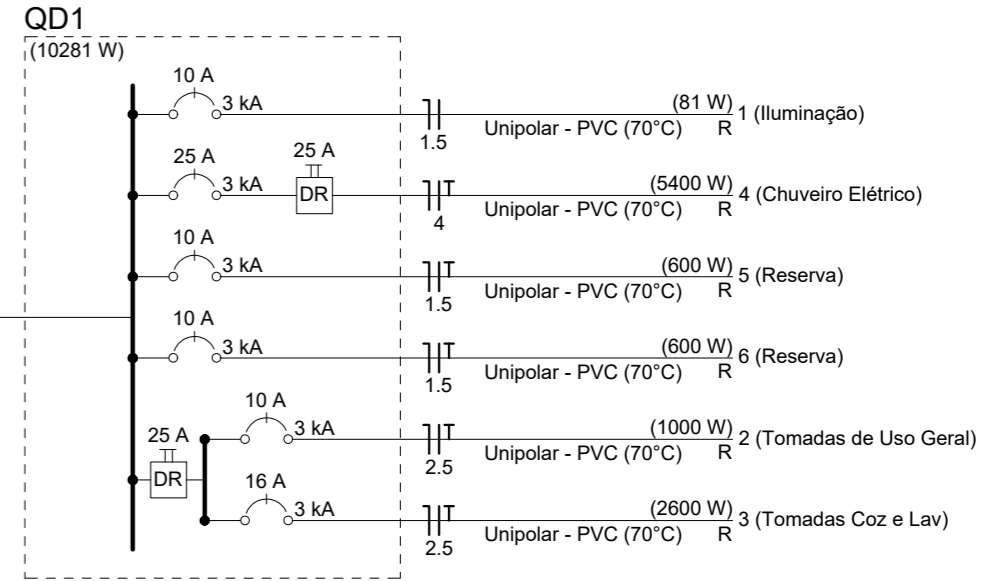 QD1
(10281 W)
10 A
3 kA
1.5
(81 W)
Unipolar - PVC (70°C) R
1 (Iluminação)
25 A
3 kA
25 A
DR
4
(5400 W)
Unipolar - PVC (70°C) R
4 (Chuveiro Elétrico)
10 A
3 kA
1.5
(600 W)
Unipolar - PVC (70°C) R
5 (Reserva)
10 A
3 kA
1.5
(600 W)
Unipolar - PVC (70°C) R
6 (Reserva)
25 A
DR
10 A
3 kA
2.5
(1000 W)
Unipolar - PVC (70°C) R
2 (Tomadas de Uso Geral)
16 A
3 kA
2.5
(2600 W)
Unipolar - PVC (70°C) R
3 (Tomadas Coz e Lav)